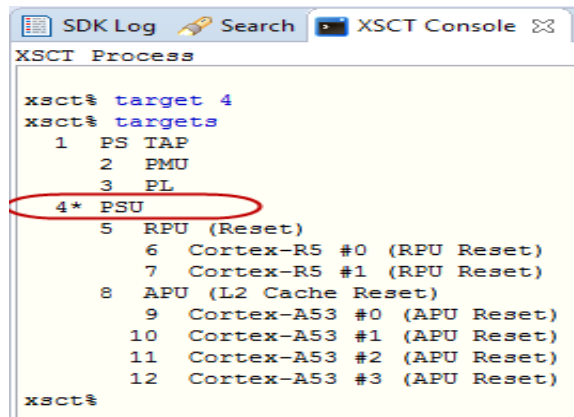 SDK Log Search XSCT Console
XSCT Process
xsct% target 4
xsct% targets
1 PS TAP
2 PMU
3 PL
4* PSU
5 RPU (Reset)
6 Cortex-R5 #0 (RPU Reset)
7 Cortex-R5 #1 (RPU Reset)
8 APU (L2 Cache Reset)
9 Cortex-A53 #0 (APU Reset)
10 Cortex-A53 #1 (APU Reset)
11 Cortex-A53 #2 (APU Reset)
12 Cortex-A53 #3 (APU Reset)
xsct%